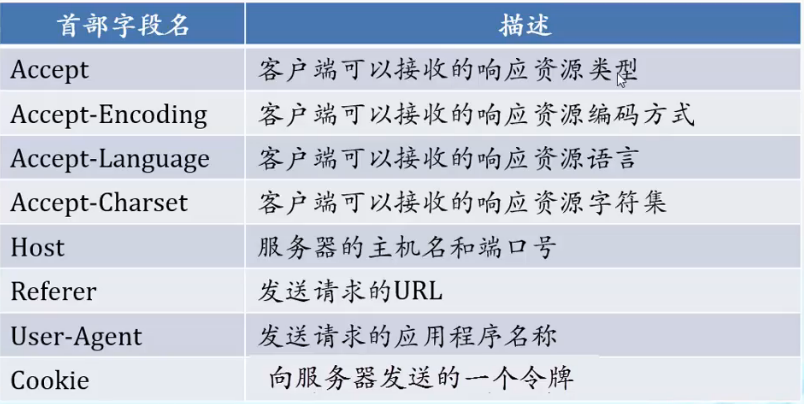 首部字段名 描述
Accept 客户端可以接收的响应资源类型
Accept-Encoding 客户端可以接收的响应资源编码方式
Accept-Language 客户端可以接收的响应资源语言
Accept-Charset 客户端可以接收的响应资源字符集
Host 服务器的主机名和端口号
Referer 发送请求的URL
User-Agent 发送请求的应用程序名称
Cookie 向服务器发送的一个令牌